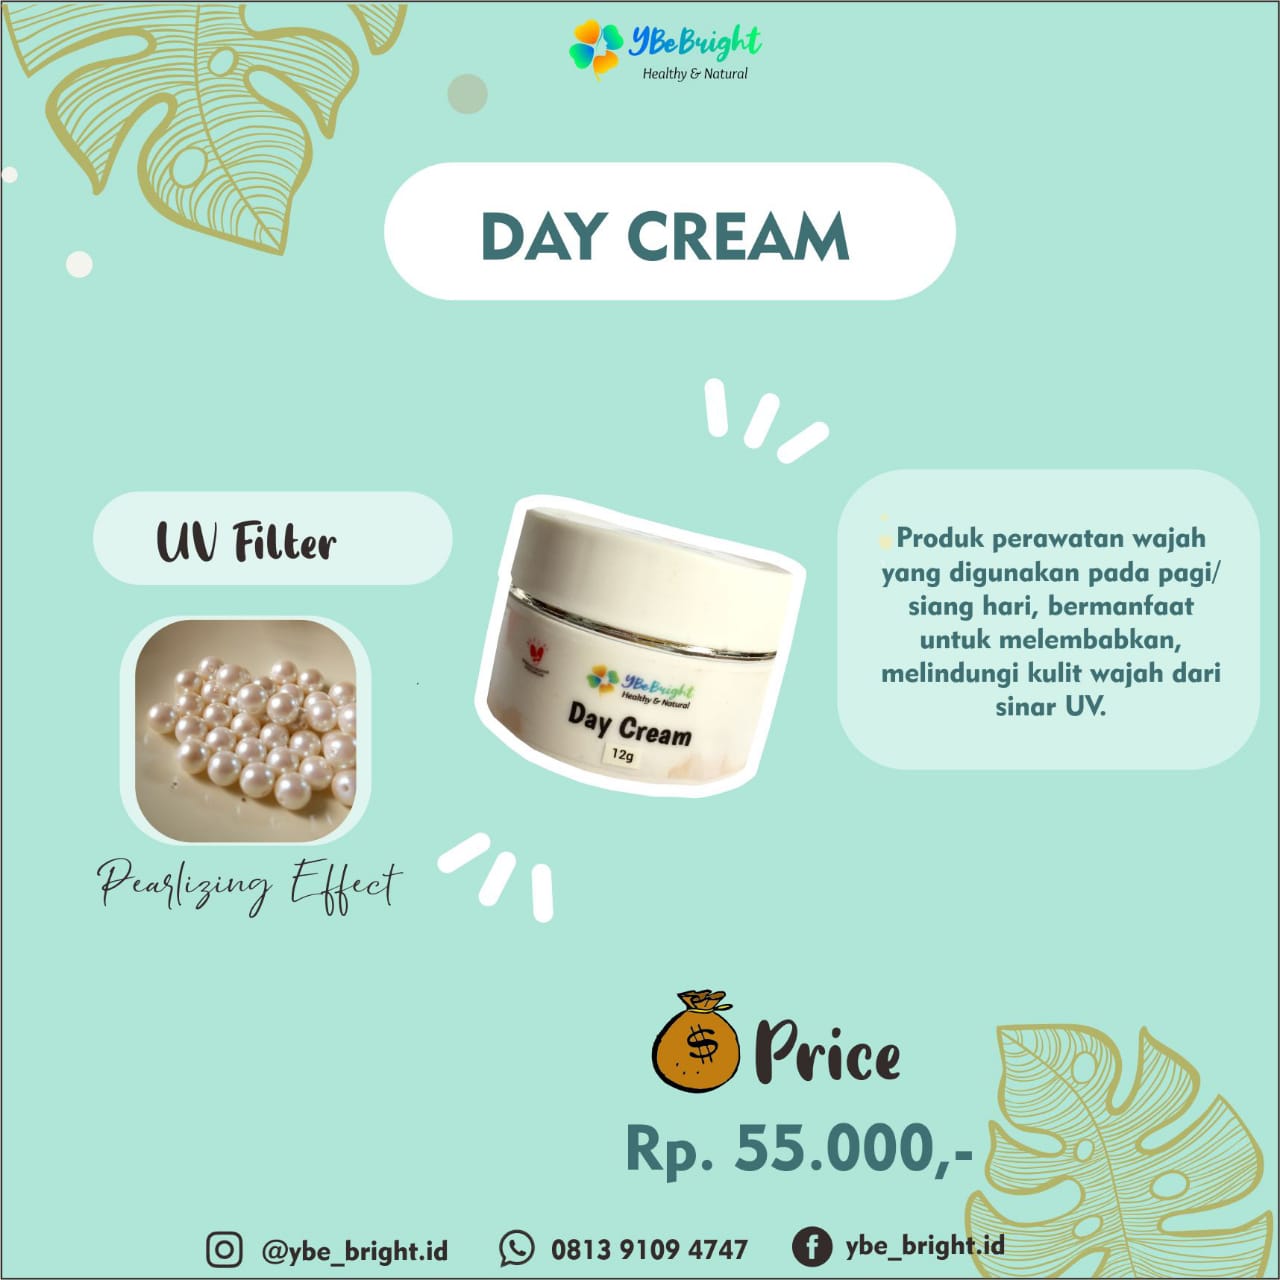 YBeBright
Healthy & Natural
DAY CREAM
UV Filter
Produk perawatan wajah
yang digunakan pada pagi/
siang hari, bermanfaat
untuk melembabkan,
melindungi kulit wajah dari
sinar UV.
YBeBright
Healthy & Natural
Day Cream
12g
Pearlizing Effect
$
Price
Rp. 55.000,-
@ybe_bright.id
0813 9109 4747
ybe_bright.id